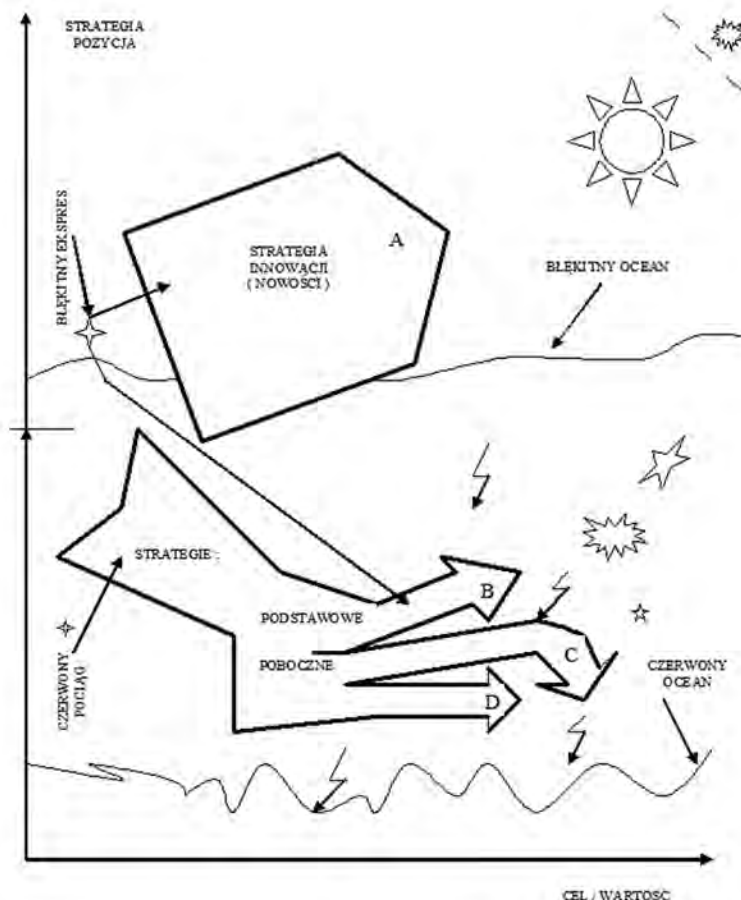 STRATEGIA
POZYCJA
BŁĘKITNY EKSPRES
STRATEGIA
INNOWACJI
( NOWOŚCI )
A
BŁĘKITNY OCEAN
STRATEGIE :
B
PODSTAWOWE
POBOCZNE
C
D
CZERWONY
POCIĄG
CZERWONY
OCEAN
CEL / WARTOŚĆ